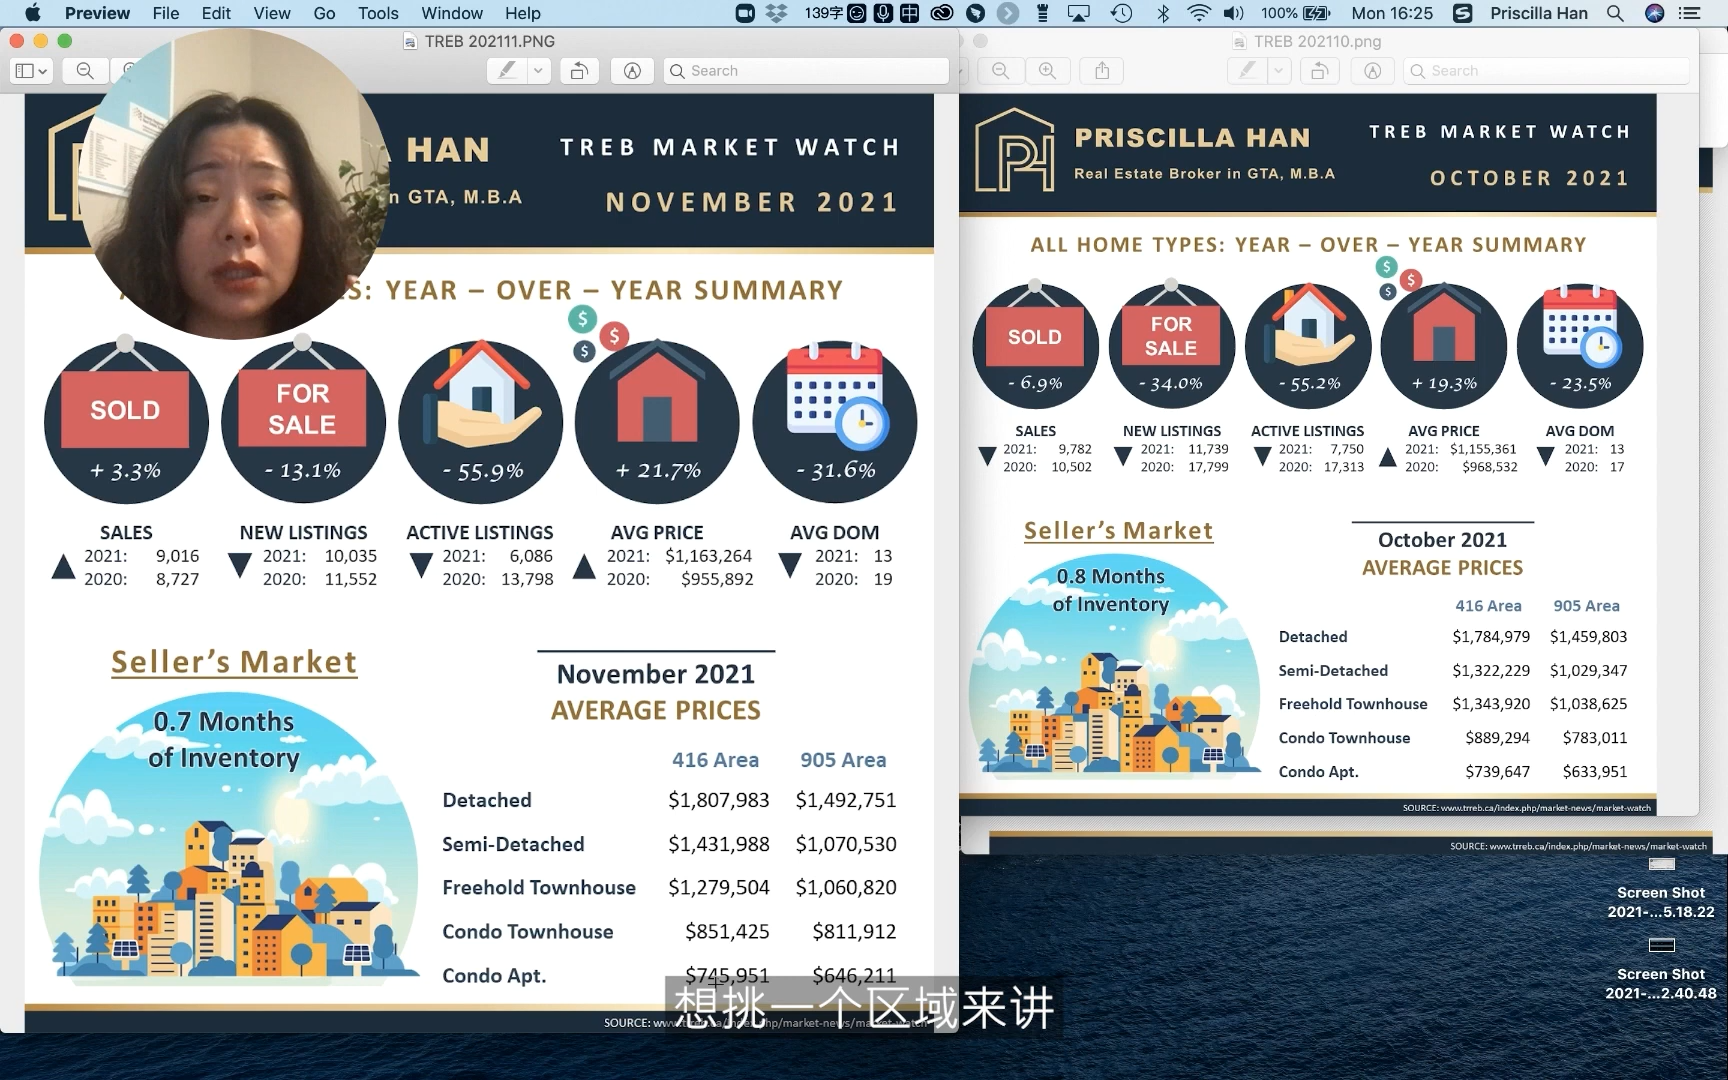 Preview File Edit View Go Tools Window Help
139字 中 100% Mon 16:25 S Priscilla Han
TREB 202111.PNG
Search
HAN
n GTA, M.B.A
TREB MARKET WATCH
NOVEMBER 2021
S: YEAR – OVER – YEAR SUMMARY
SOLD
+ 3.3%
FOR
SALE
- 13.1%
- 55.9%
$
$
$
+ 21.7%
- 31.6%
SALES
2021: 9,016
2020: 8,727
NEW LISTINGS
2021: 10,035
2020: 11,552
ACTIVE LISTINGS
2021: 6,086
2020: 13,798
AVG PRICE
2021: $1,163,264
2020: $955,892
AVG DOM
2021: 13
2020: 19
Seller's Market
0.7 Months
of Inventory
November 2021
AVERAGE PRICES
416 Area 905 Area
Detached $1,807,983 $1,492,751
Semi-Detached $1,431,988 $1,070,530
Freehold Townhouse $1,279,504 $1,060,820
Condo Townhouse $851,425 $811,912
Condo Apt. $745,951 $646,211
SOURCE: www.trreb.ca/index.php/market-news/market-watch
想挑一个区域来讲
TREB 202110.png
Search
PH
PRISCILLA HAN
Real Estate Broker in GTA, M.B.A
TREB MARKET WATCH
OCTOBER 2021
ALL HOME TYPES: YEAR – OVER – YEAR SUMMARY
SOLD
- 6.9%
FOR
SALE
- 34.0%
- 55.2%
$
$
$
+ 19.3%
- 23.5%
SALES
2021: 9,782
2020: 10,502
NEW LISTINGS
2021: 11,739
2020: 17,799
ACTIVE LISTINGS
2021: 7,750
2020: 17,313
AVG PRICE
2021: $1,155,361
2020: $968,532
AVG DOM
2021: 13
2020: 17
Seller's Market
0.8 Months
of Inventory
October 2021
AVERAGE PRICES
416 Area 905 Area
Detached $1,784,979 $1,459,803
Semi-Detached $1,322,229 $1,029,347
Freehold Townhouse $1,343,920 $1,038,625
Condo Townhouse $889,294 $783,011
Condo Apt. $739,647 $633,951
SOURCE: www.trreb.ca/index.php/market-news/market-watch
SOURCE: www.trreb.ca/index.php/market-news/market-watch
Screen Shot
2021-...5.18.22
Screen Shot
2021-...2.40.48